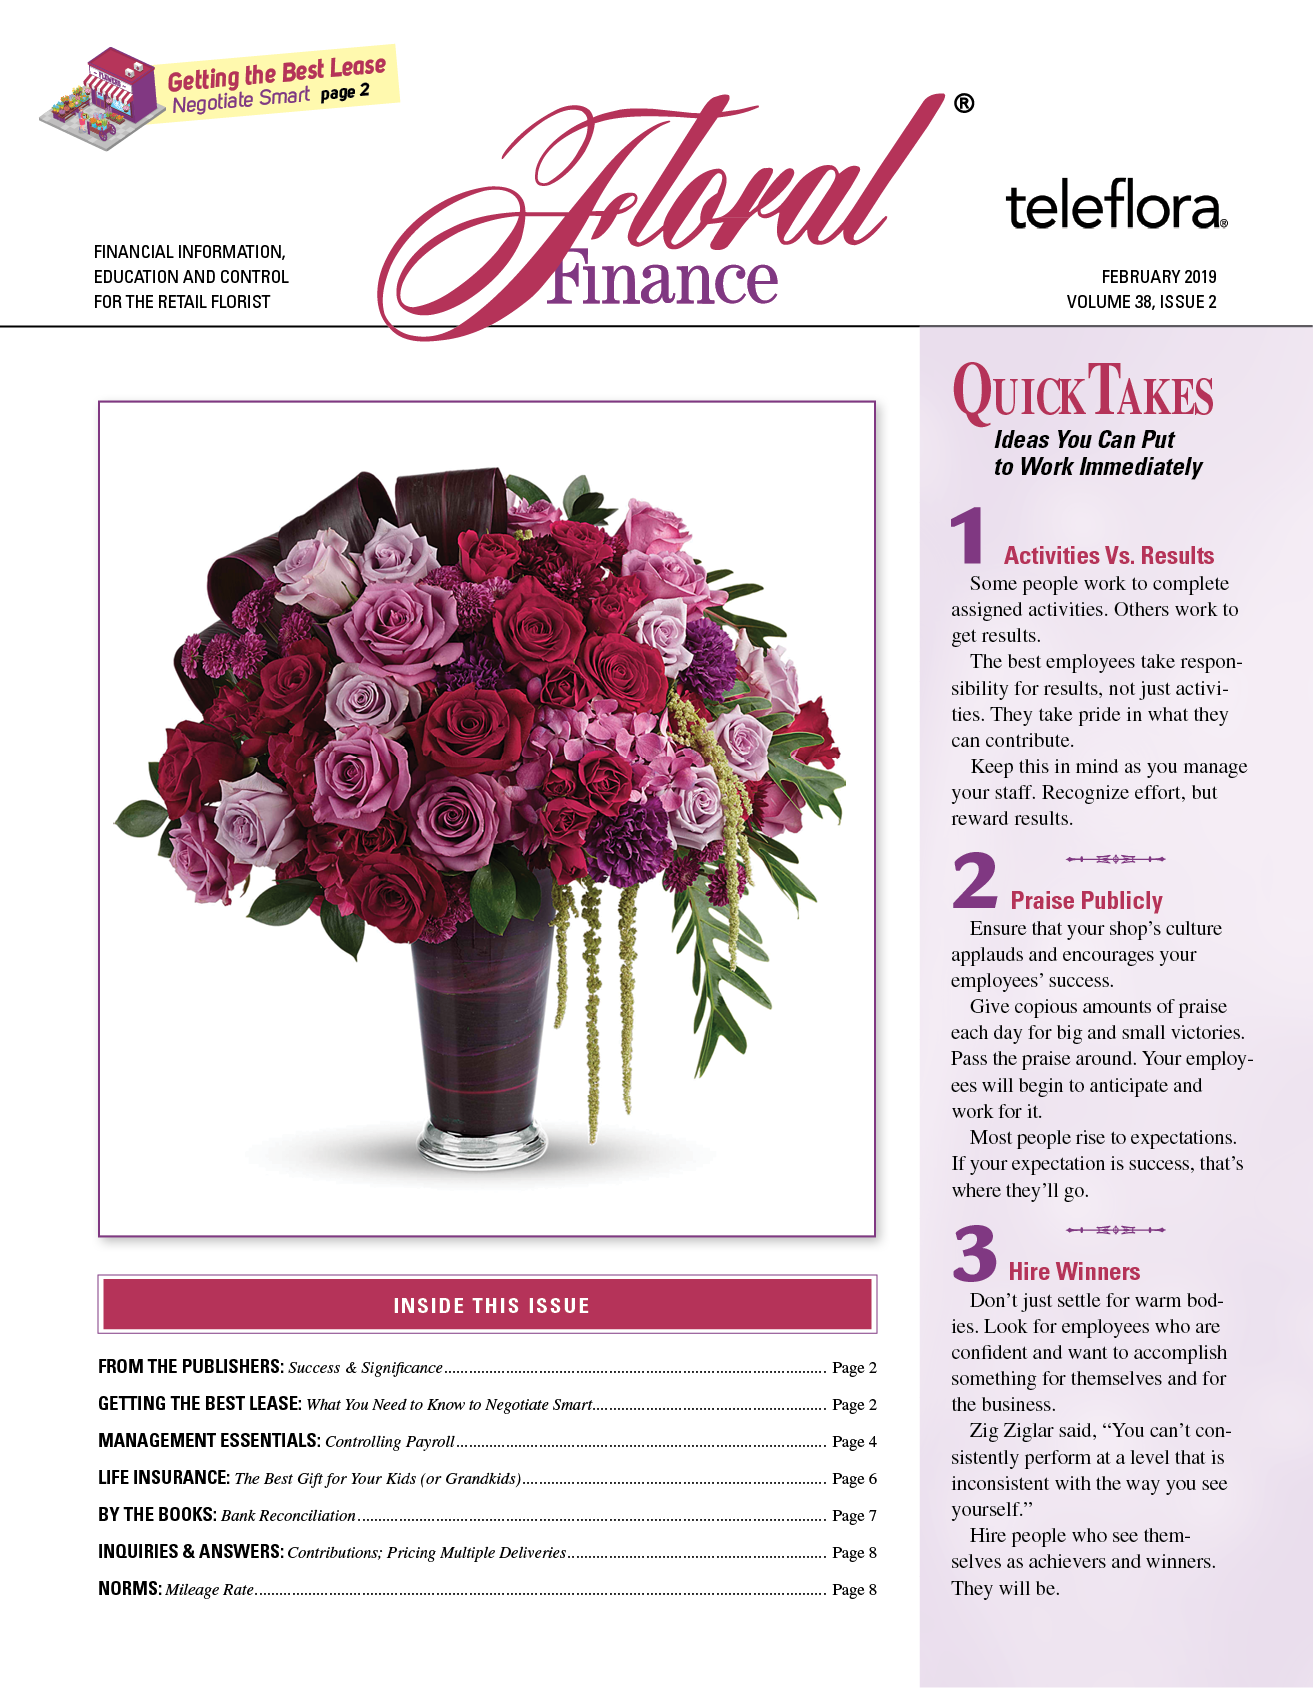 Getting the Best Lease
Negotiate Smart page 2
FLOWERS
Floral ®
Finance
teleflora®
FINANCIAL INFORMATION,
EDUCATION AND CONTROL
FOR THE RETAIL FLORIST
FEBRUARY 2019
VOLUME 38, ISSUE 2
INSIDE THIS ISSUE
FROM THE PUBLISHERS: Success & Significance ... Page 2
GETTING THE BEST LEASE: What You Need to Know to Negotiate Smart ... Page 2
MANAGEMENT ESSENTIALS: Controlling Payroll ... Page 4
LIFE INSURANCE: The Best Gift for Your Kids (or Grandkids) ... Page 6
BY THE BOOKS: Bank Reconciliation ... Page 7
INQUIRIES & ANSWERS: Contributions; Pricing Multiple Deliveries ... Page 8
NORMS: Mileage Rate ... Page 8
QUICKTAKES
Ideas You Can Put
to Work Immediately
1 Activities Vs. Results
Some people work to complete
assigned activities. Others work to
get results.
The best employees take respon-
sibility for results, not just activi-
ties. They take pride in what they
can contribute.
Keep this in mind as you manage
your staff. Recognize effort, but
reward results.
2 Praise Publicly
Ensure that your shop's culture
applauds and encourages your
employees' success.
Give copious amounts of praise
each day for big and small victories.
Pass the praise around. Your employ-
ees will begin to anticipate and
work for it.
Most people rise to expectations.
If your expectation is success, that's
where they'll go.
3 Hire Winners
Don't just settle for warm bod-
ies. Look for employees who are
confident and want to accomplish
something for themselves and for
the business.
Zig Ziglar said, "You can't con-
sistently perform at a level that is
inconsistent with the way you see
yourself."
Hire people who see them-
selves as achievers and winners.
They will be.